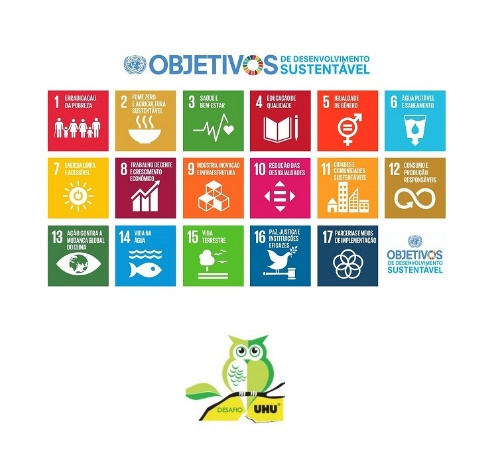 OBJETIVOS DE DESENVOLVIMENTO
SUSTENTÁVEL
1 ERRADICAÇÃO
DA POBREZA
2 FOME ZERO
E AGRICULTURA
SUSTENTÁVEL
3 SAÚDE E
BEM-ESTAR
4 EDUCAÇÃO DE
QUALIDADE
5 IGUALDADE
DE GÊNERO
6 ÁGUA POTÁVEL
E SANEAMENTO
7 ENERGIA LIMPA
E ACESSÍVEL
8 TRABALHO DECENTE
E CRESCIMENTO
ECONÔMICO
9 INDÚSTRIA, INOVAÇÃO
E INFRAESTRUTURA
10 REDUÇÃO DAS
DESIGUALDADES
11 CIDADES E
COMUNIDADES
SUSTENTÁVEIS
12 CONSUMO E
PRODUÇÃO
RESPONSÁVEIS
13 AÇÃO CONTRA A
MUDANÇA GLOBAL
DO CLIMA
14 VIDA NA
ÁGUA
15 VIDA
TERRESTRE
16 PAZ, JUSTIÇA E
INSTITUIÇÕES
EFICAZES
17 PARCERIAS E MEIOS
DE IMPLEMENTAÇÃO
OBJETIVOS
DE DESENVOLVIMENTO
SUSTENTÁVEL
DESAFIO UHU